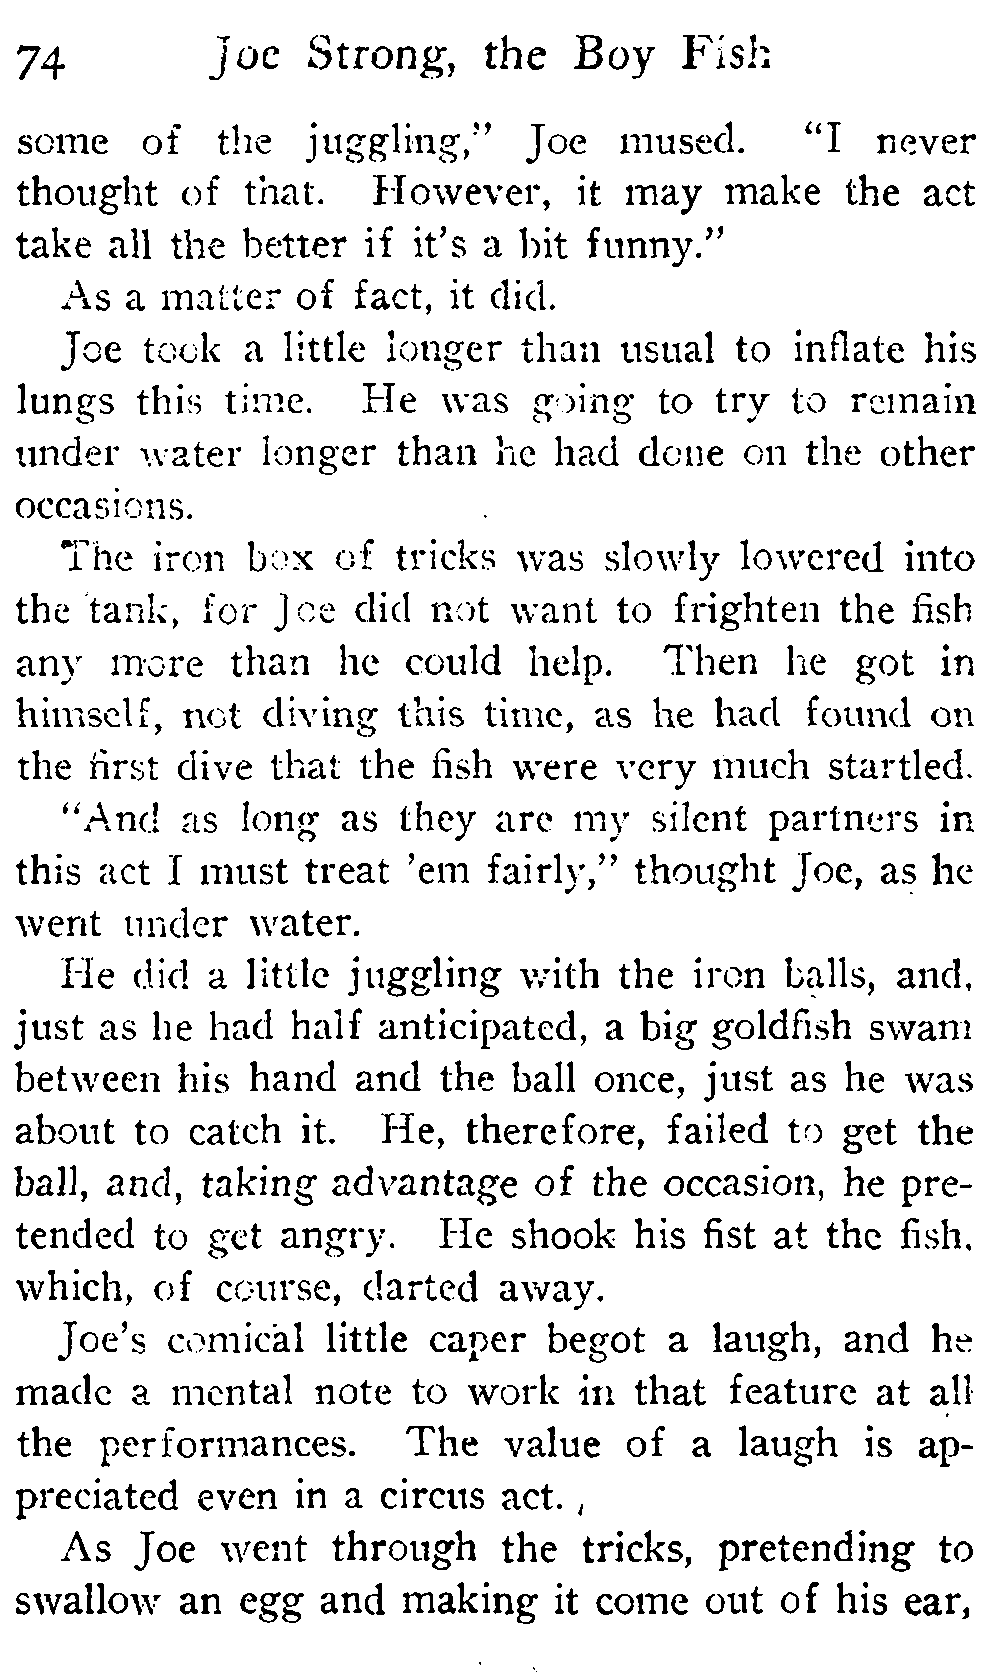 74 Joe Strong, the Boy Fish
some of the juggling,” Joe mused. “I never
thought of that. However, it may make the act
take all the better if it’s a bit funny.”
As a matter of fact, it did.
Joe took a little longer than usual to inflate his
lungs this time. He was going to try to remain
under water longer than he had done on the other
occasions.
The iron box of tricks was slowly lowered into
the tank, for Joe did not want to frighten the fish
any more than he could help. Then he got in
himself, not diving this time, as he had found on
the first dive that the fish were very much startled.
“And as long as they are my silent partners in
this act I must treat ’em fairly,” thought Joe, as he
went under water.
He did a little juggling with the iron balls, and,
just as he had half anticipated, a big goldfish swam
between his hand and the ball once, just as he was
about to catch it. He, therefore, failed to get the
ball, and, taking advantage of the occasion, he pre-
tended to get angry. He shook his fist at the fish,
which, of course, darted away.
Joe’s comical little caper begot a laugh, and he
made a mental note to work in that feature at all
the performances. The value of a laugh is ap-
preciated even in a circus act.
As Joe went through the tricks, pretending to
swallow an egg and making it come out of his ear,